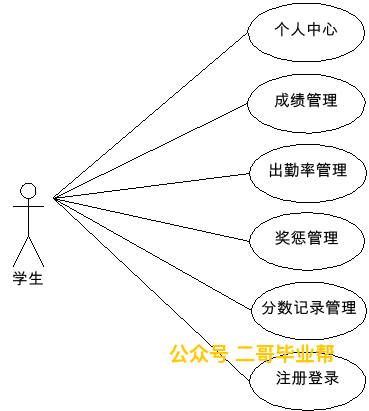 个人中心
成绩管理
出勤率管理
奖惩管理
学生
分数记录管理
公众号 二哥毕业帮
注册登录